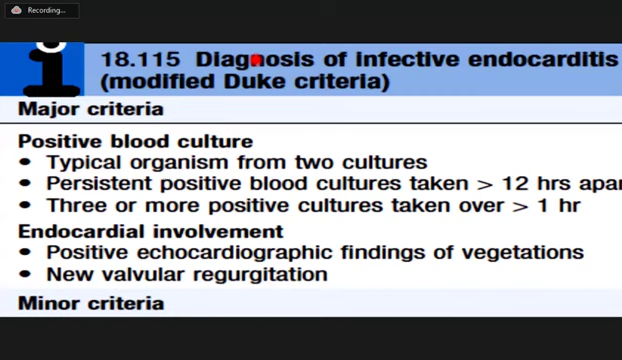 Recording...
18.115 Diagnosis of infective endocarditis
(modified Duke criteria)
Major criteria
Positive blood culture
• Typical organism from two cultures
• Persistent positive blood cultures taken > 12 hrs apar
• Three or more positive cultures taken over > 1 hr
Endocardial involvement
• Positive echocardiographic findings of vegetations
• New valvular regurgitation
Minor criteria